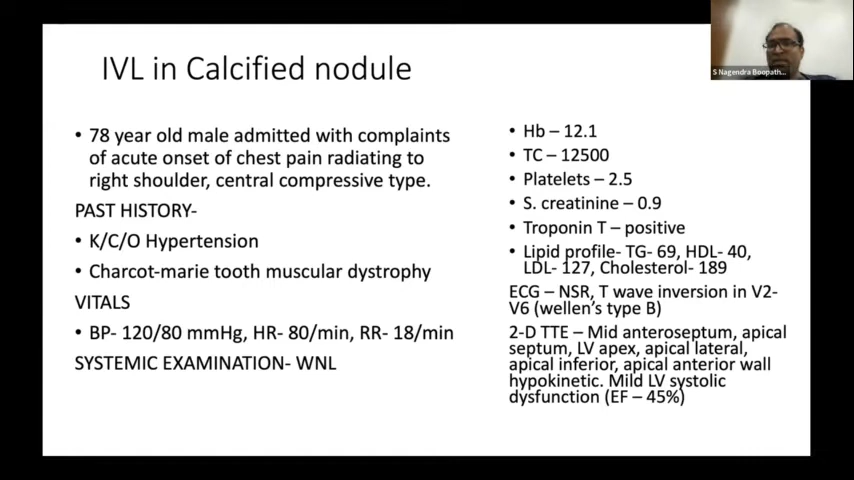 IVL in Calcified nodule
• 78 year old male admitted with complaints
of acute onset of chest pain radiating to
right shoulder, central compressive type.
PAST HISTORY-
• K/C/O Hypertension
• Charcot-marie tooth muscular dystrophy
VITALS
• BP- 120/80 mmHg, HR- 80/min, RR- 18/min
SYSTEMIC EXAMINATION- WNL
• Hb – 12.1
• TC – 12500
• Platelets – 2.5
• S. creatinine – 0.9
• Troponin T – positive
• Lipid profile- TG- 69, HDL- 40,
LDL- 127, Cholesterol- 189
ECG – NSR, T wave inversion in V2-
V6 (wellen's type B)
2-D TTE – Mid anteroseptum, apical
septum, LV apex, apical lateral,
apical inferior, apical anterior wall
hypokinetic. Mild LV systolic
dysfunction (EF – 45%)
S Nagendra Boopath...